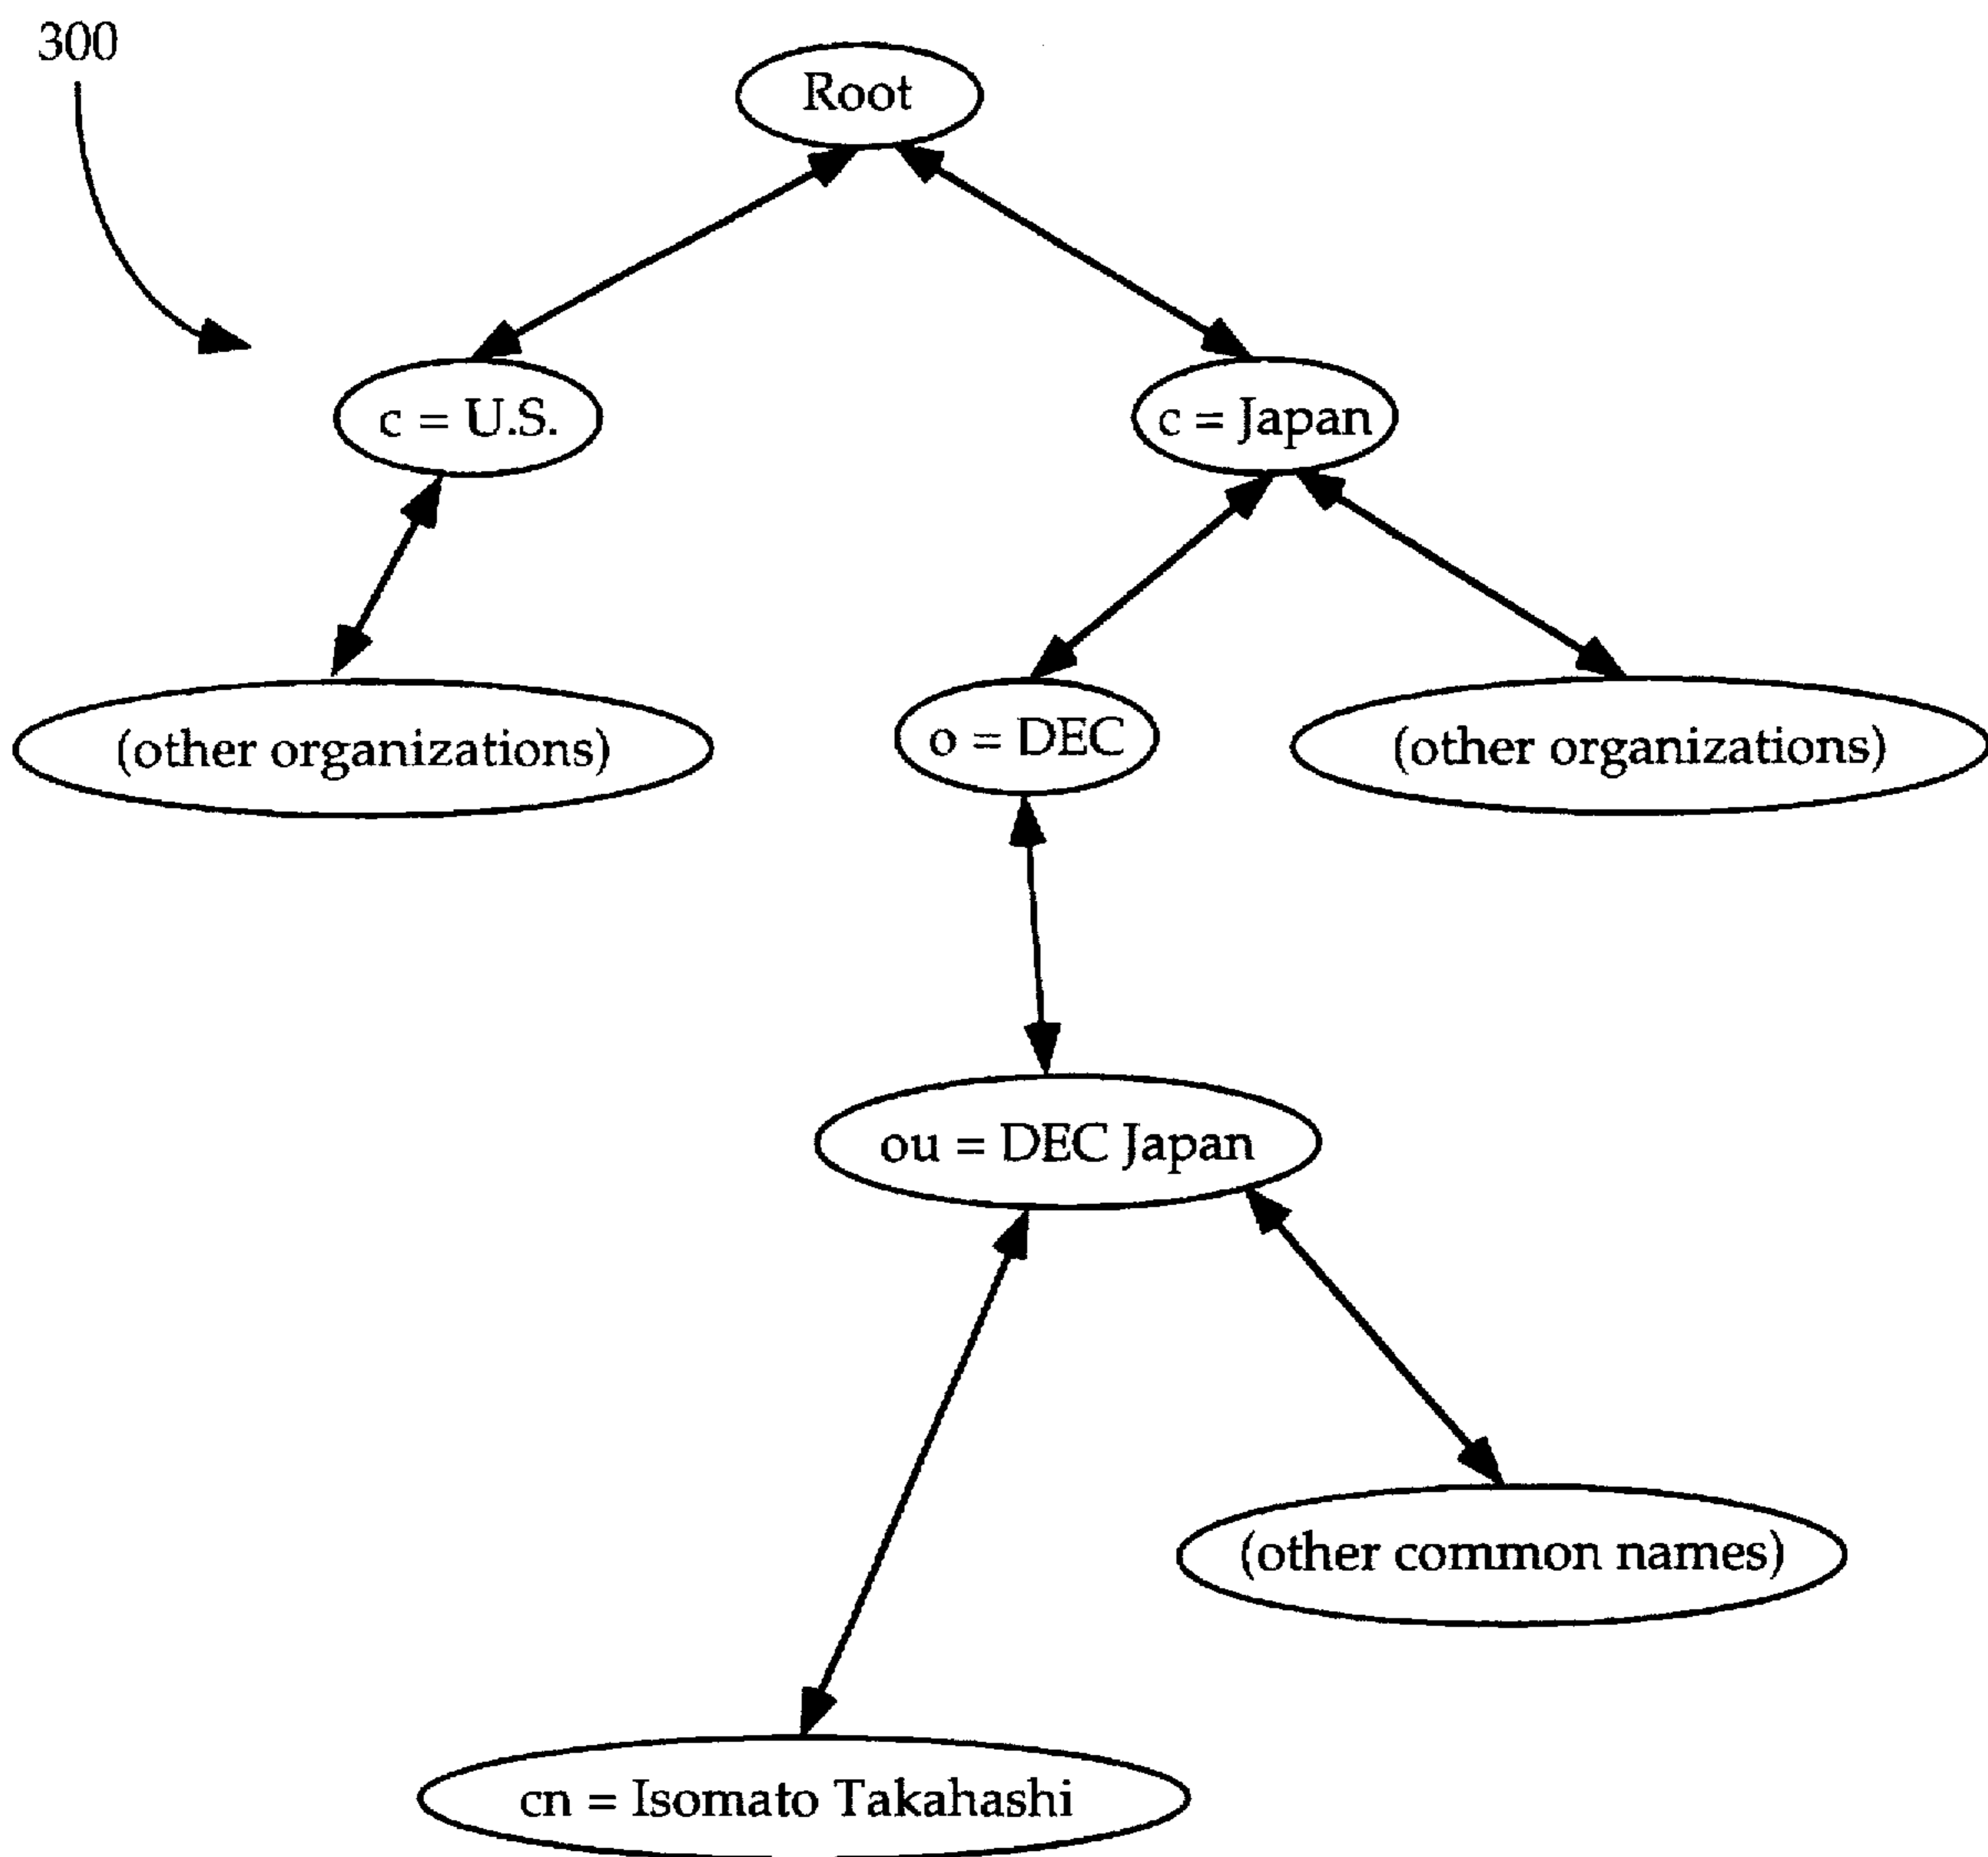 300
Root
c = U.S.
c = Japan
(other organizations)
o = DEC
(other organizations)
ou = DEC Japan
(other common names)
cn = Isomato Takahashi